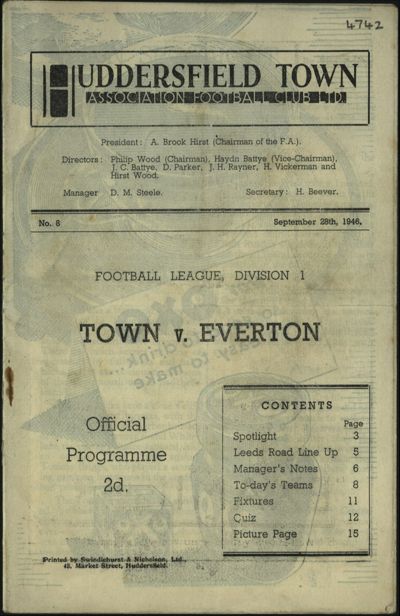 4742
HUDDERSFIELD TOWN
ASSOCIATION FOOTBALL CLUB LTD.
President: A. Brook Hirst (Chairman of the F.A.).
Directors: Philip Wood (Chairman), Haydn Battye (Vice-Chairman),
J. C. Battye, D. Parker, J. H. Rayner, H. Vickerman and
Hirst Wood.
Manager D. M. Steele. Secretary: H. Beever.
No. 8 September 28th, 1946.
FOOTBALL LEAGUE, DIVISION 1
TOWN v. EVERTON
Official
Programme
2d.
CONTENTS
Page
Spotlight 3
Leeds Road Line Up 5
Manager's Notes 6
To-day's Teams 8
Fixtures 11
Quiz 12
Picture Page 15
Printed by Swindlehurst & Nicholson, Ltd.,
45, Market Street, Huddersfield.